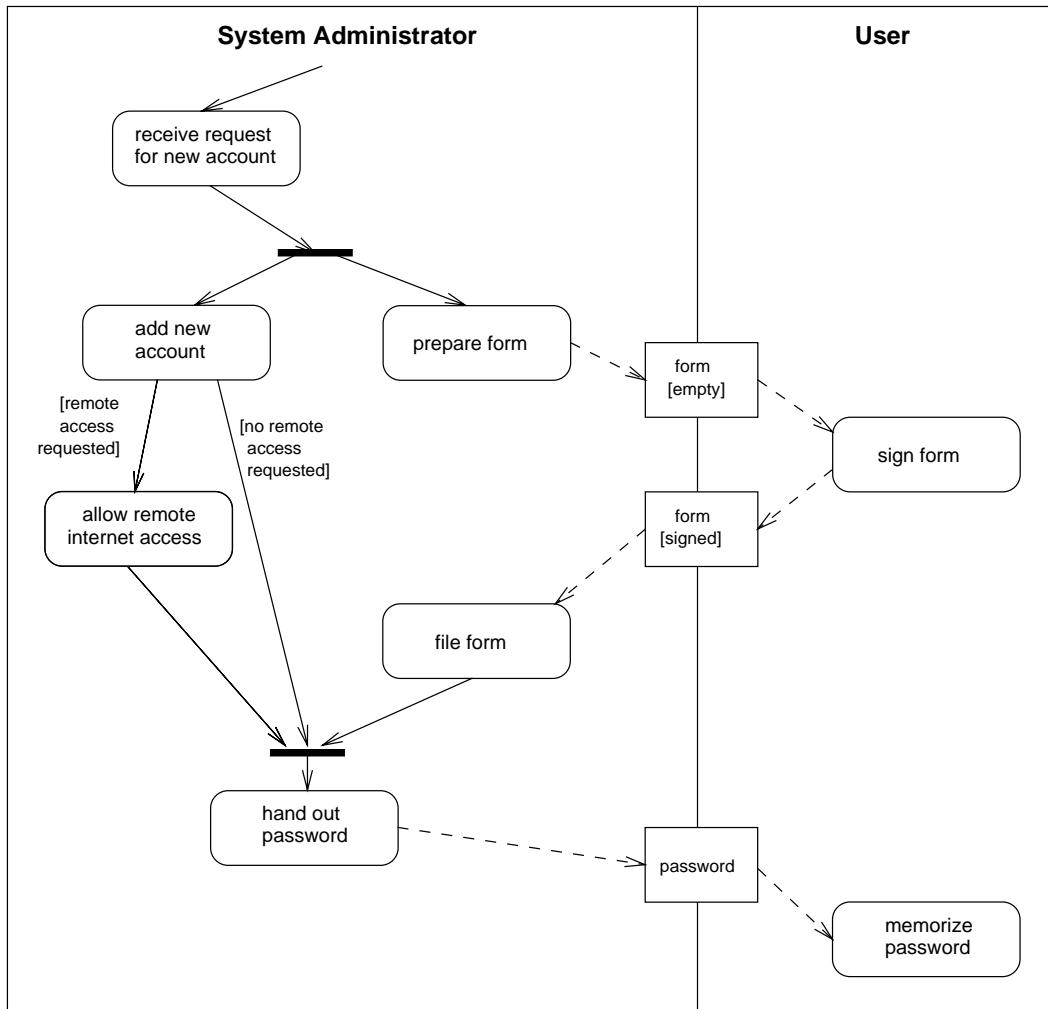 System Administrator
User
receive request
for new account
add new
account
prepare form
form
[empty]
[remote
access
requested]
[no remote
access
requested]
sign form
allow remote
internet access
form
[signed]
file form
hand out
password
password
memorize
password